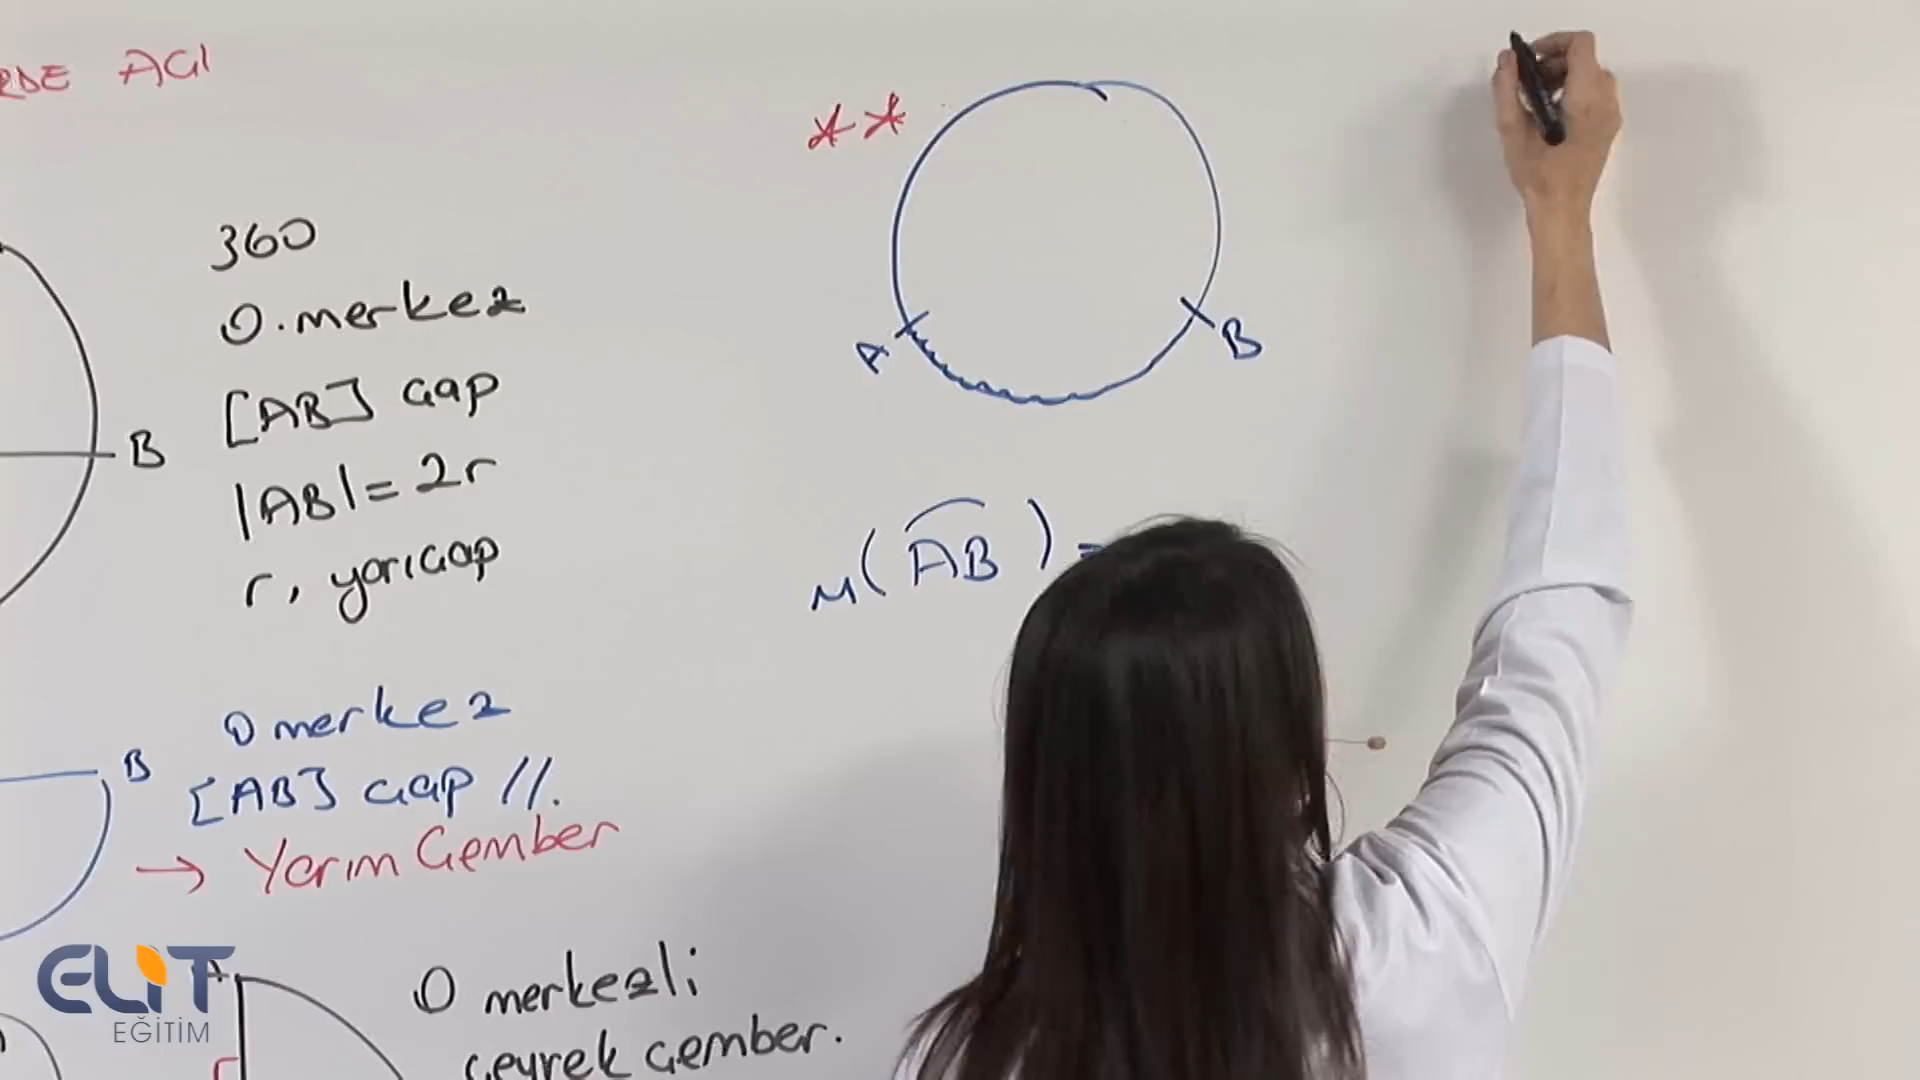 AÇI
360
O. merkez
[AB] çap
|AB| = 2r
r, yarıçap
B
A
B
m(AB) =
O merkez
[AB] çap //.
→ Yarım Çember
B
A
O merkezli
çeyrek çember.
ELİT
EĞİTİM